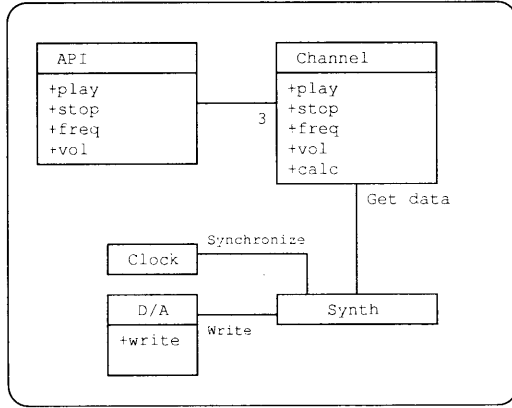 API
+play
+stop
+freq
+vol
3
Channel
+play
+stop
+freq
+vol
+calc
Get data
Synchronize
Clock
D/A
+write
Write
Synth